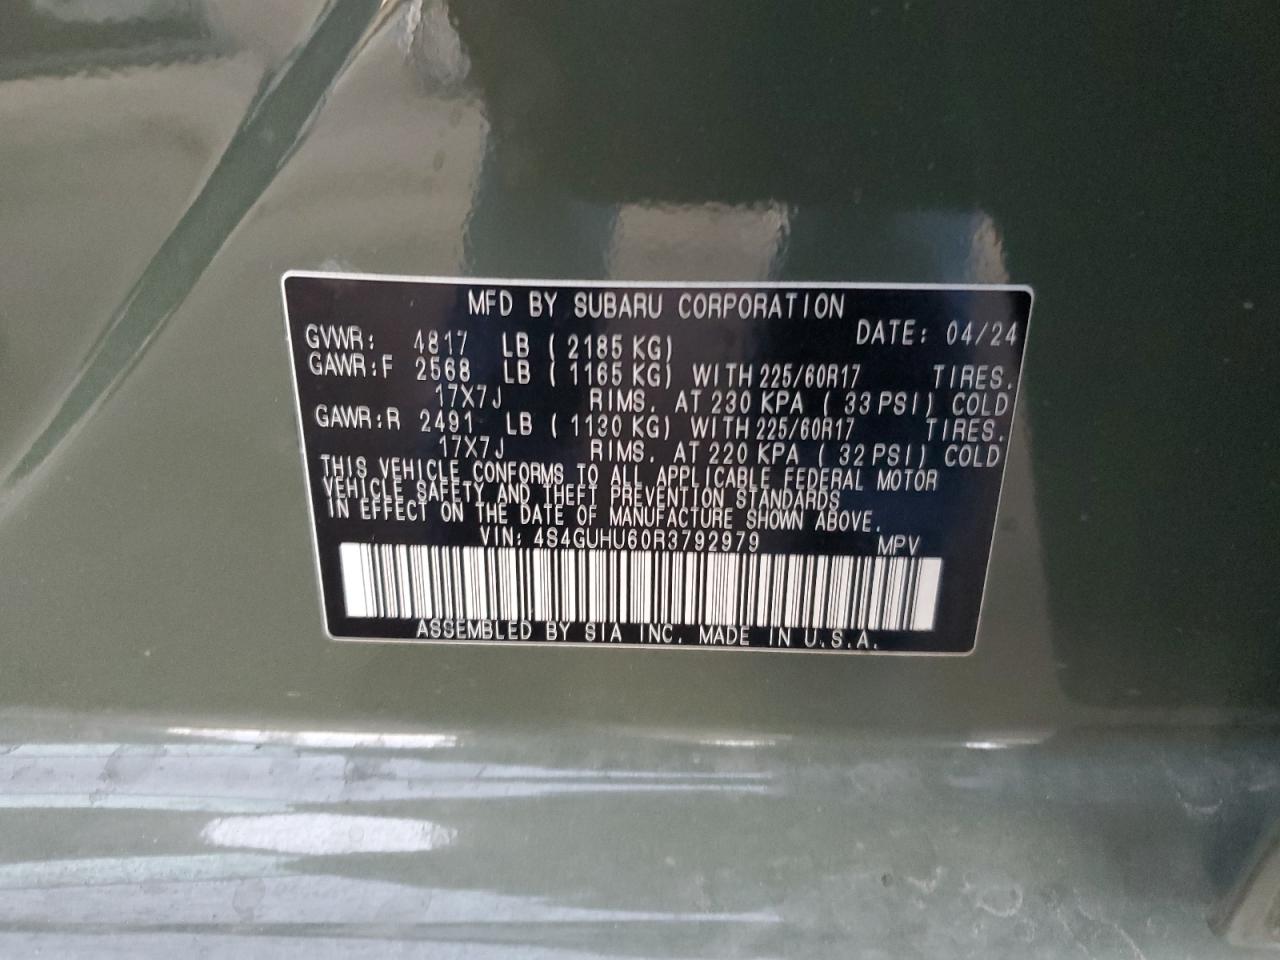 MFD BY SUBARU CORPORATION
DATE: 04/24
GVWR: 4817 LB ( 2185 KG)
GAWR:F 2568 LB ( 1165 KG) WITH 225/60R17 TIRES.
17X7J RIMS. AT 230 KPA ( 33 PSI) COLD
GAWR:R 2491 LB ( 1130 KG) WITH 225/60R17 TIRES.
17X7J RIMS. AT 220 KPA ( 32 PSI) COLD
THIS VEHICLE CONFORMS TO ALL APPLICABLE FEDERAL MOTOR
VEHICLE SAFETY AND THEFT PREVENTION STANDARDS
IN EFFECT ON THE DATE OF MANUFACTURE SHOWN ABOVE.
VIN: 4S4GUHU60R3792979 MPV
ASSEMBLED BY SIA INC. MADE IN U.S.A.